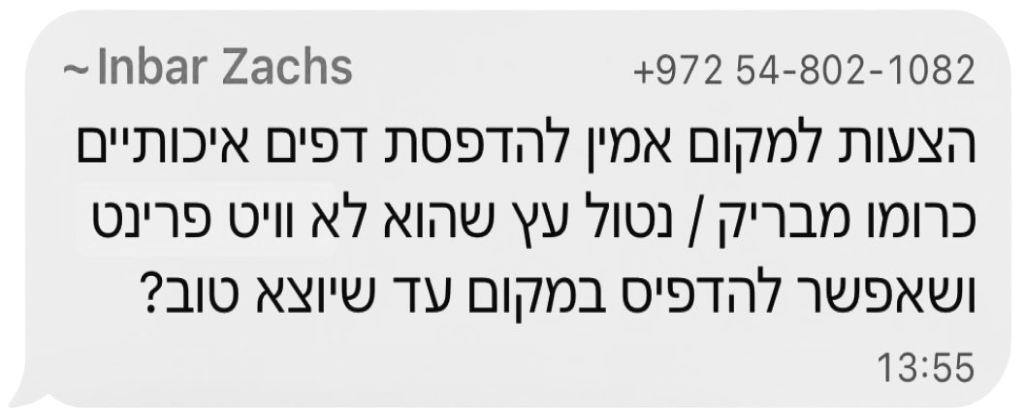 ~Inbar Zachs +972 54-802-1082
הצעות למקום אמין להדפסת דפים איכותיים
כרומו מבריק / נטול עץ שהוא לא וויט פרינט
ושאפשר להדפיס במקום עד שיוצא טוב?
13:55